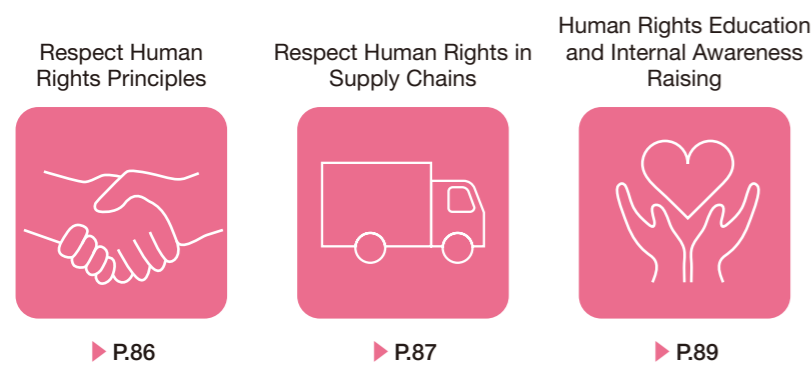 Respect Human
Rights Principles
P.86
Respect Human Rights in
Supply Chains
P.87
Human Rights Education
and Internal Awareness
Raising
P.89